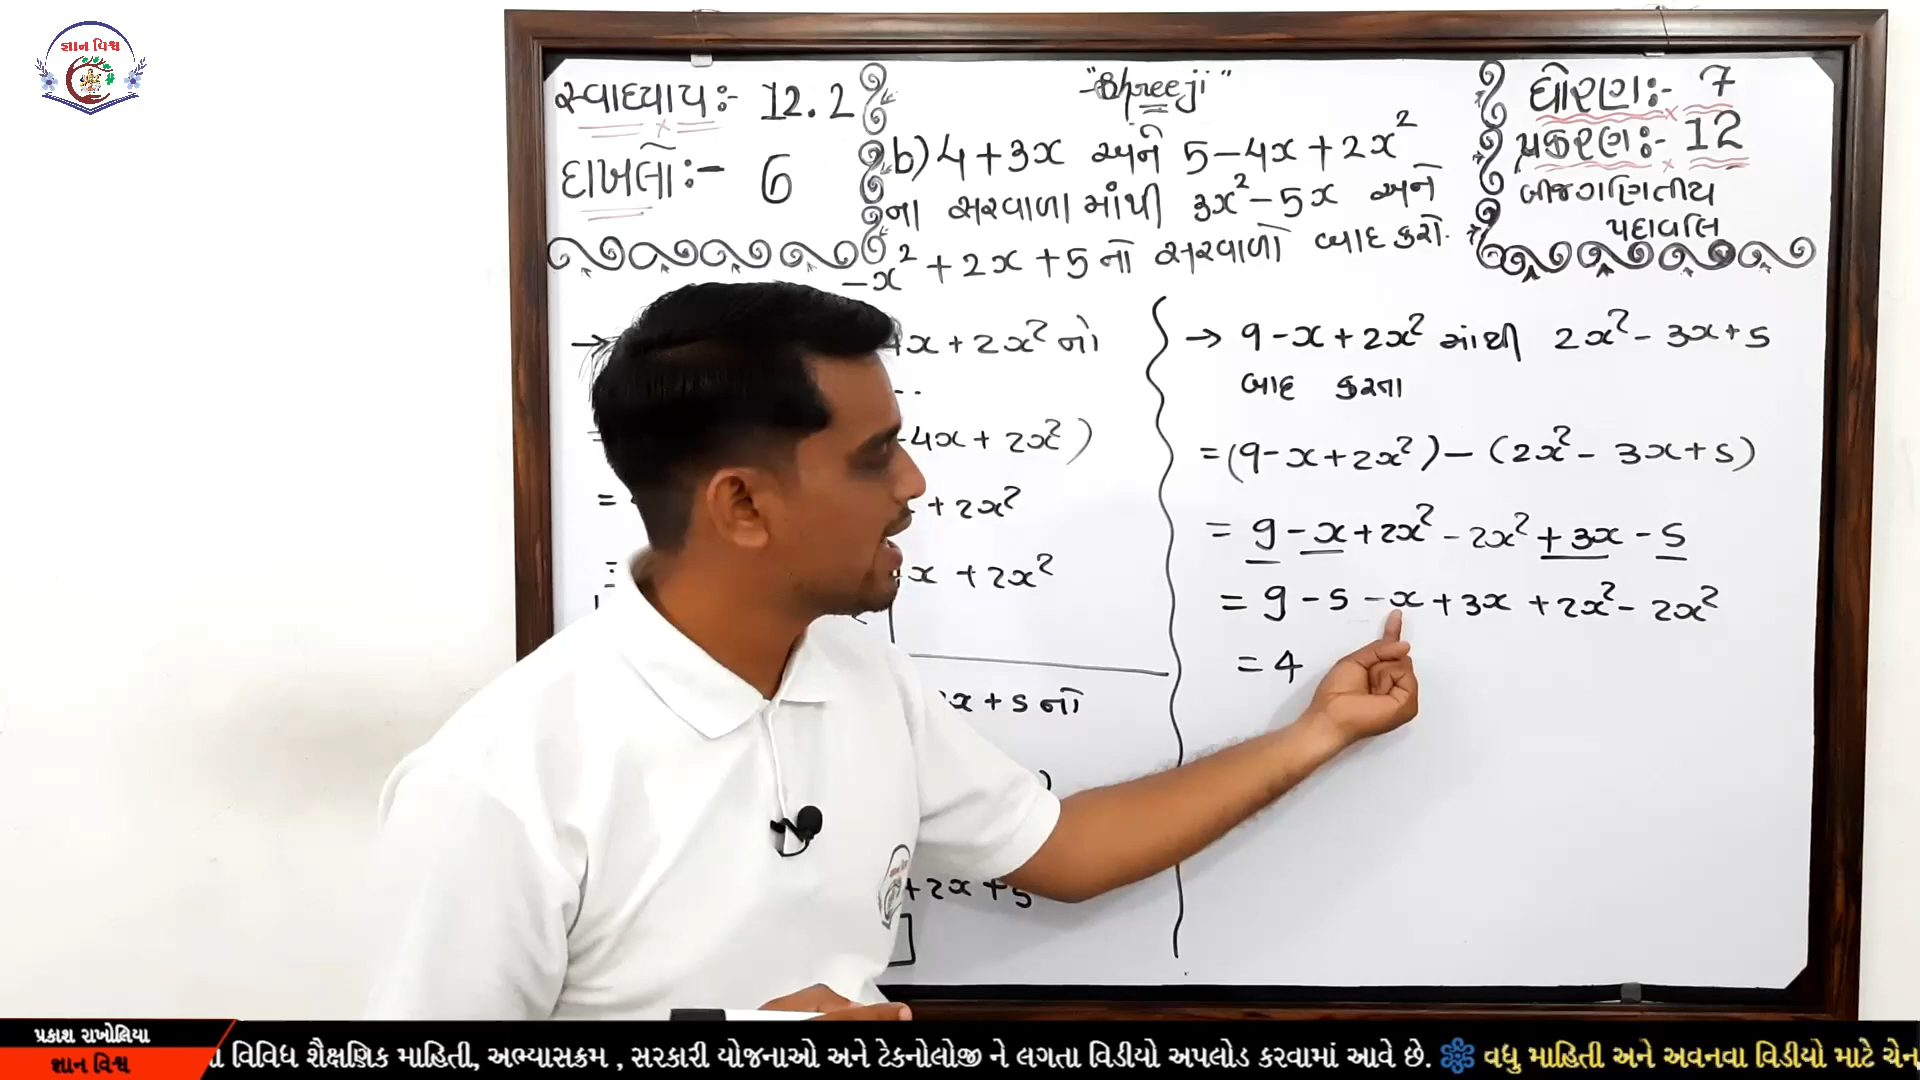 જ્ઞાન વિશ્વ
સ્વાધ્યાય:- 12.2
દાખલો:- 6
"Shreeji"
b) 4+3x અને 5-4x+2x²
ના સરવાળા માંથી 3x²-5x અને
-x²+2x+5નો સરવાળો બાદ કરો.
ધોરણ:- 7
પ્રકરણ:- 12
બીજગણિતીય
પદાવલિ
4x+2x² નો
-4x+2x²)
=
+2x²
=
x+2x²
x+5 નો
)
+2x+5
→ 9-x+2x² માંથી 2x²-3x+5
બાદ કરતા
=(9-x+2x²)-(2x²-3x+5)
= 9-x+2x²-2x²+3x-5
= 9-5-x+3x+2x²-2x²
= 4
પ્રકાશ રાખોલિયા
જ્ઞાન વિશ્વ
વિવિધ શૈક્ષણિક માહિતી, અભ્યાસક્રમ , સરકારી યોજનાઓ અને ટેકનોલોજી ને લગતા વિડીયો અપલોડ કરવામાં આવે છે. વધુ માહિતી અને અવનવા વિડીયો માટે ચેન